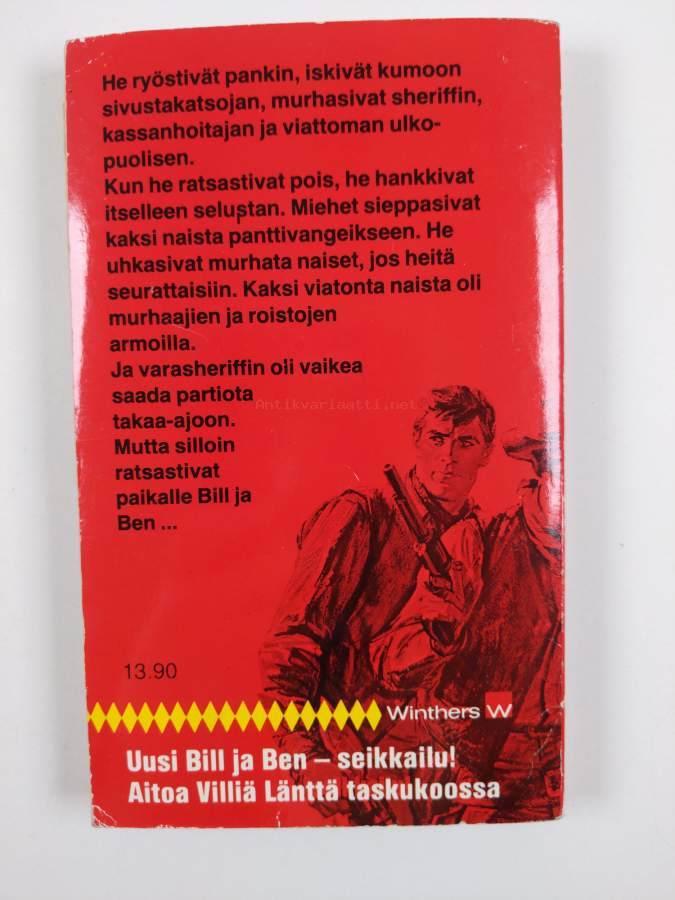 He ryöstivät pankin, iskivät kumoon
sivustakatsojan, murhasivat sheriffin,
kassanhoitajan ja viattoman ulko-
puolisen.
Kun he ratsastivat pois, he hankkivat
itselleen selustan. Miehet sieppasivat
kaksi naista panttivangeikseen. He
uhkasivat murhata naiset, jos heitä
seurattaisiin. Kaksi viatonta naista oli
murhaajien ja roistojen
armoilla.
Ja varasheriffin oli vaikea
saada partiota
Antikvariaatti.net
takaa-ajoon.
Mutta silloin
ratsastivat
paikalle Bill ja
Ben ...
13.90
Winthers W
Uusi Bill ja Ben – seikkailu!
Aitoa Villiä Länttä taskukoossa